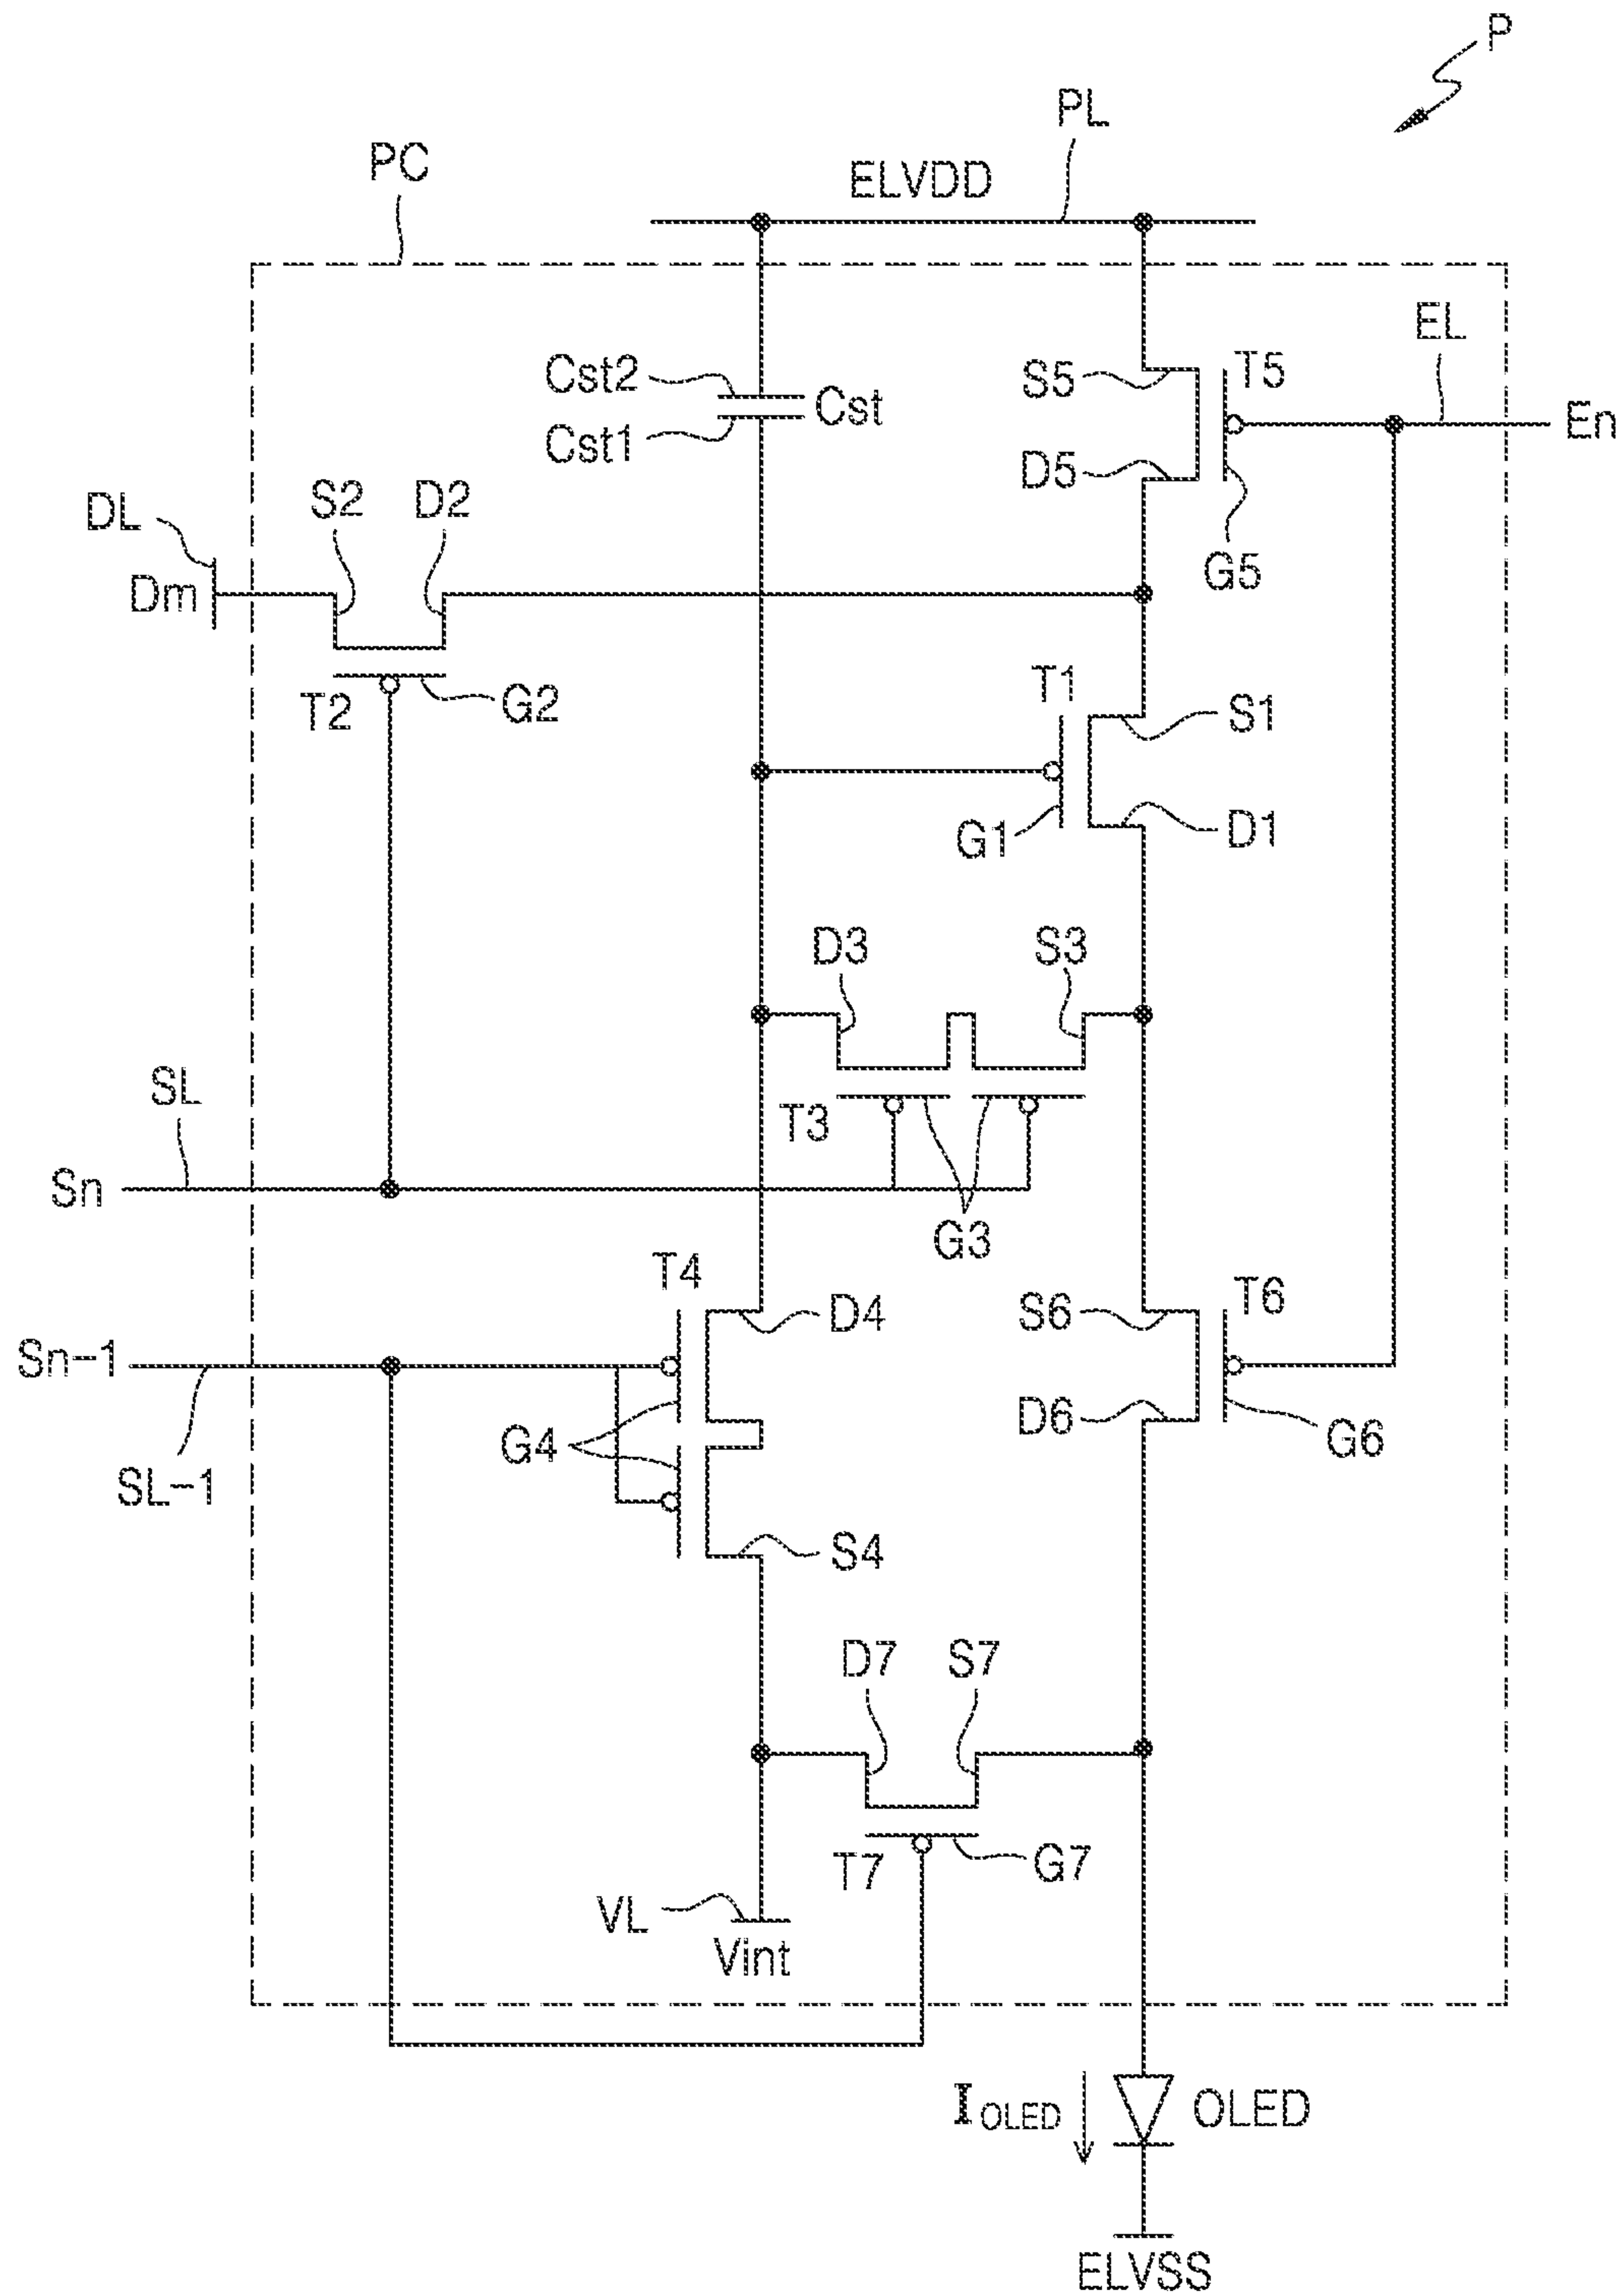 P
PL
PC
ELVDD
EL
Cst2
Cst
Cst1
S5
T5
En
D5
G5
DL
S2
D2
Dm
T2
G2
T1
S1
G1
D1
D3
S3
SL
T3
Sn
G3
T4
D4
S6
T6
Sn-1
G4
D6
G6
SL-1
S4
D7
S7
T7
G7
VL
Vint
IOLED
OLED
ELVSS